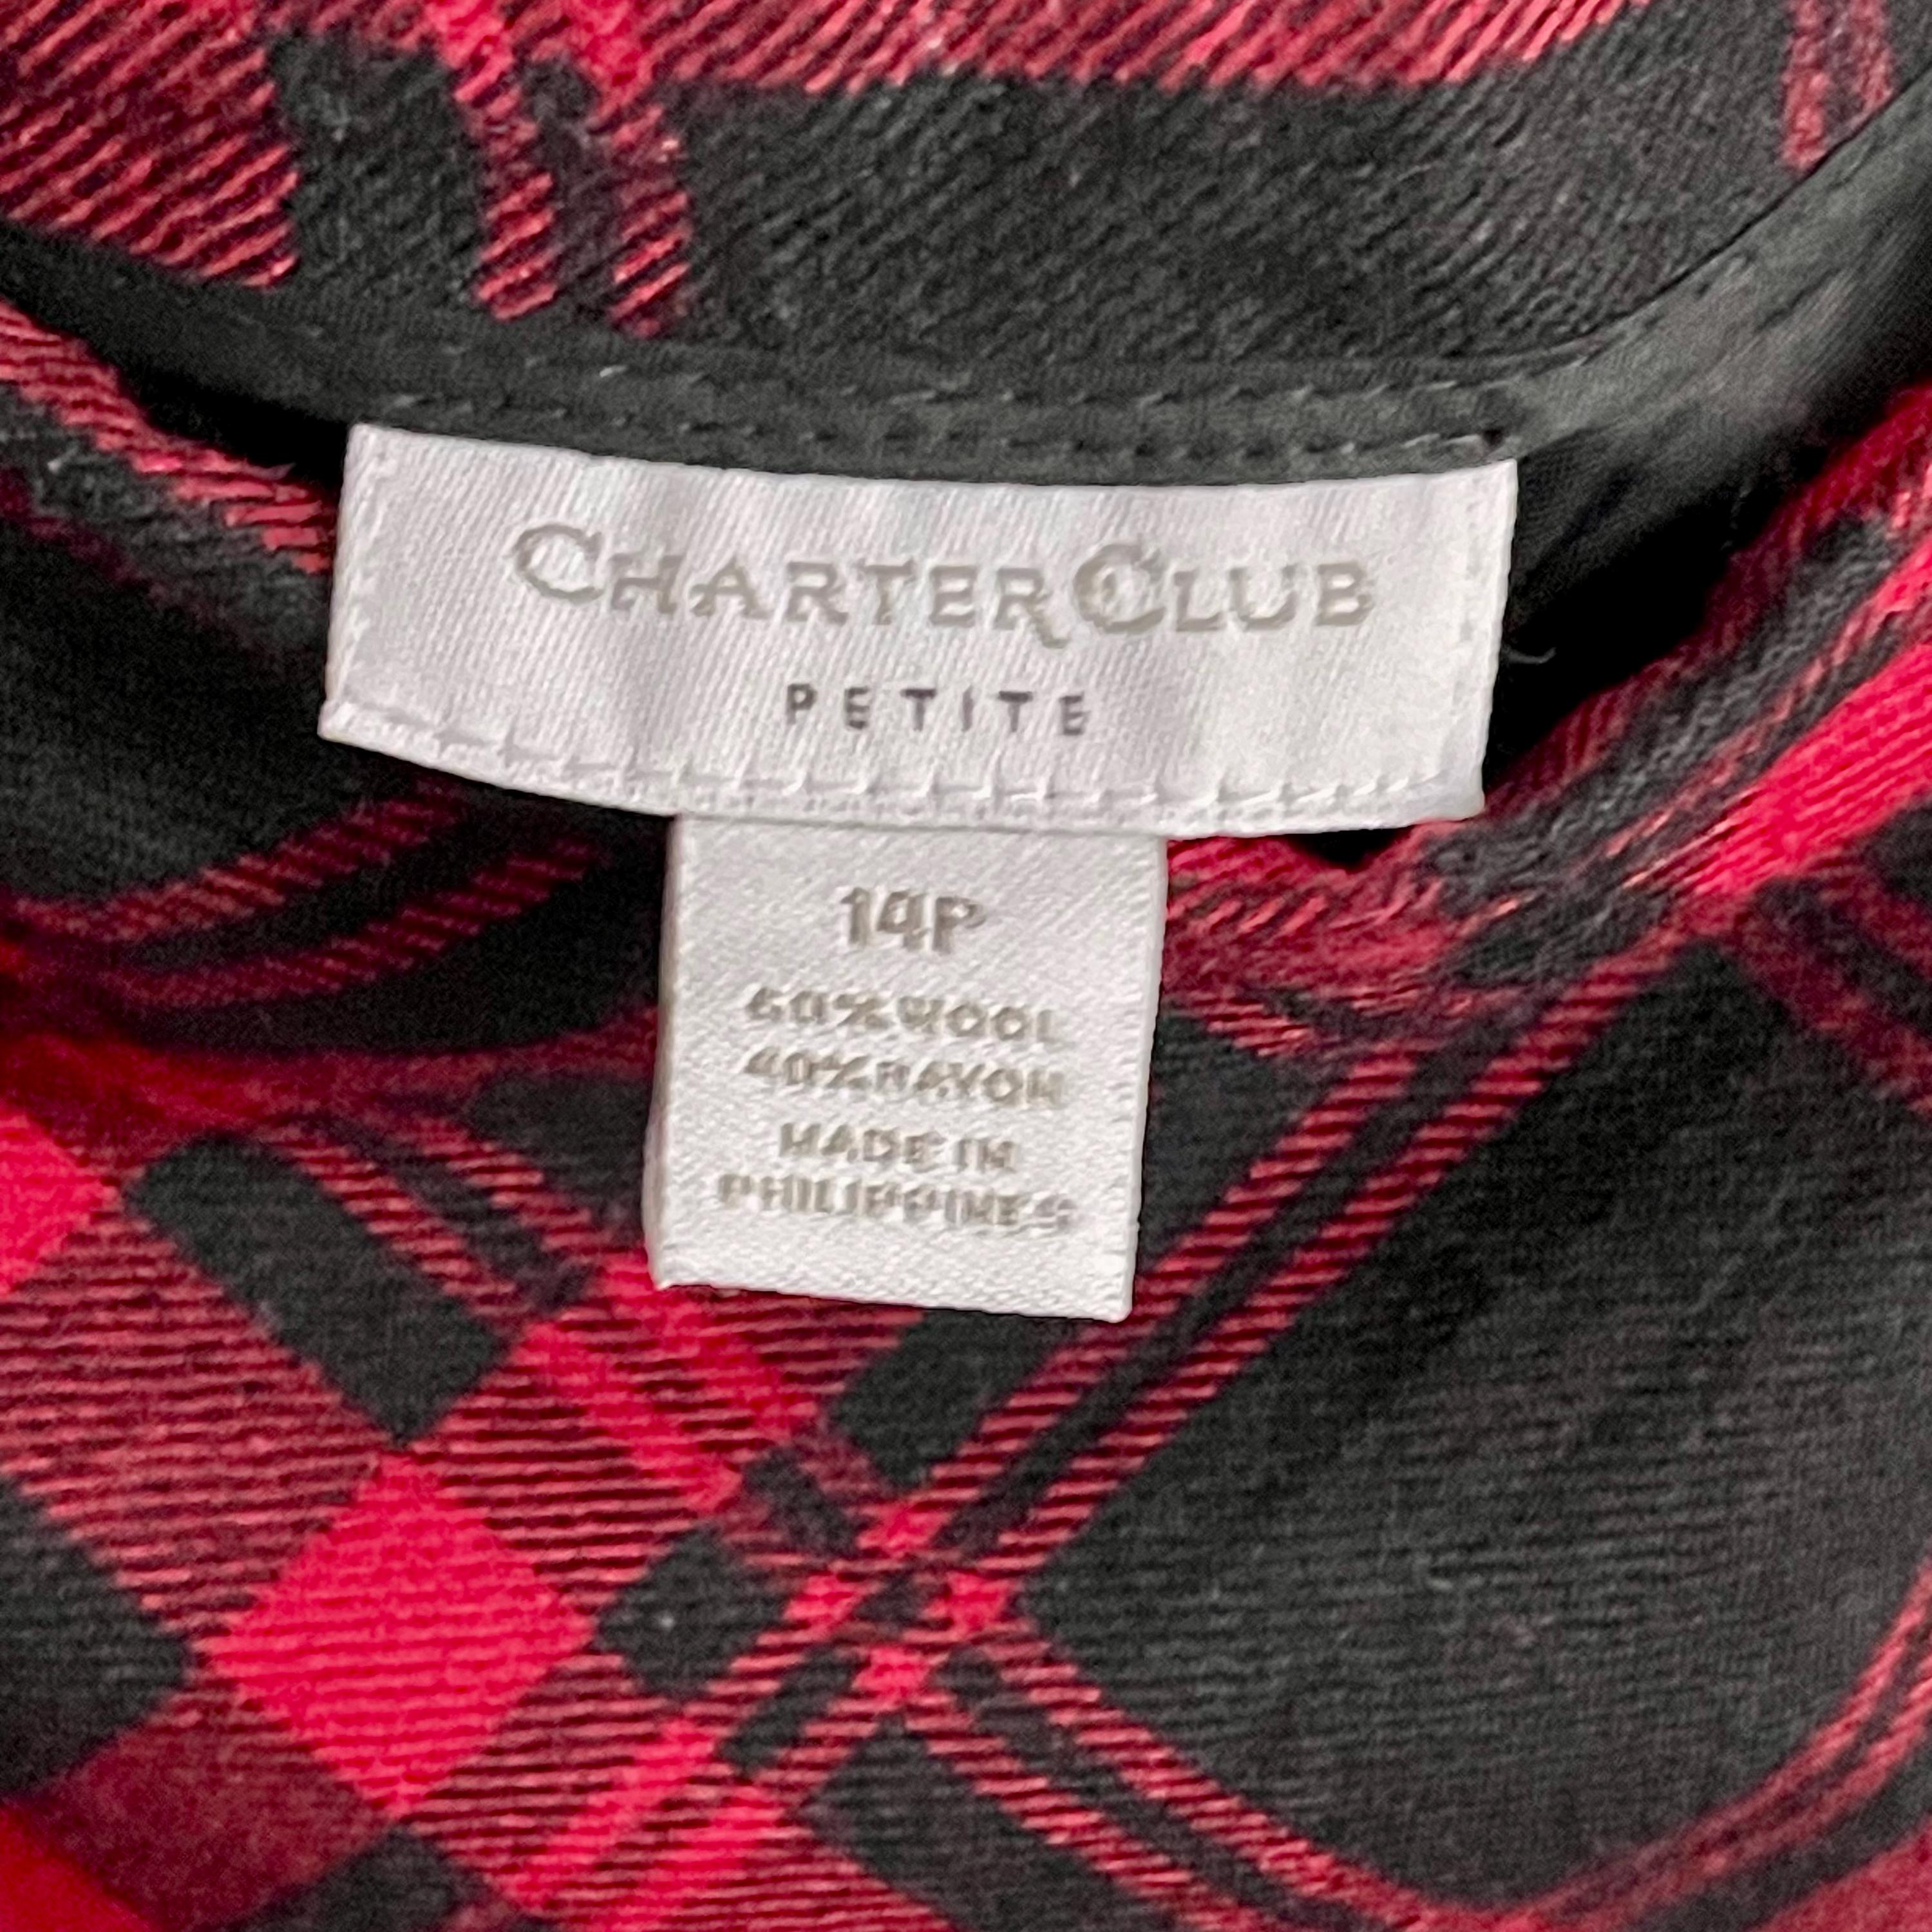 CHARTER CLUB
PETITE
14P
60% WOOL
40% RAYON
MADE IN
PHILIPPINES